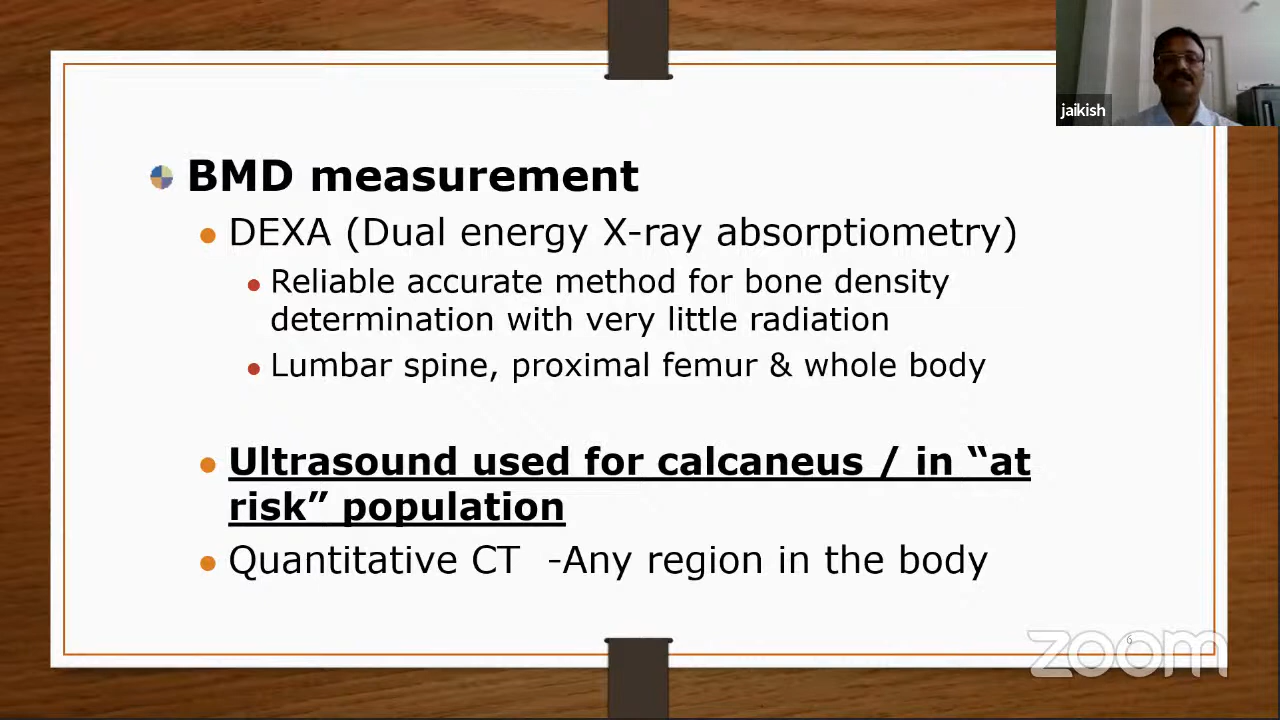 jaikish
BMD measurement
DEXA (Dual energy X-ray absorptiometry)
Reliable accurate method for bone density
determination with very little radiation
Lumbar spine, proximal femur & whole body
Ultrasound used for calcaneus / in “at
risk” population
Quantitative CT -Any region in the body
6
zoom